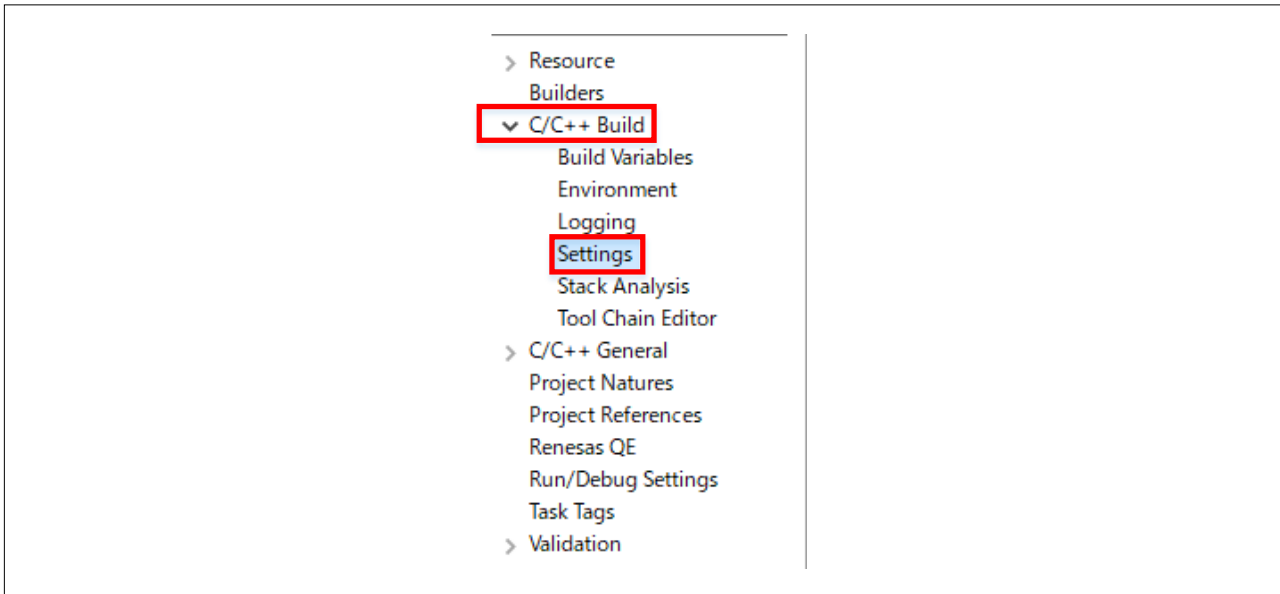 Resource
Builders
C/C++ Build
Build Variables
Environment
Logging
Settings
Stack Analysis
Tool Chain Editor
C/C++ General
Project Natures
Project References
Renesas QE
Run/Debug Settings
Task Tags
Validation